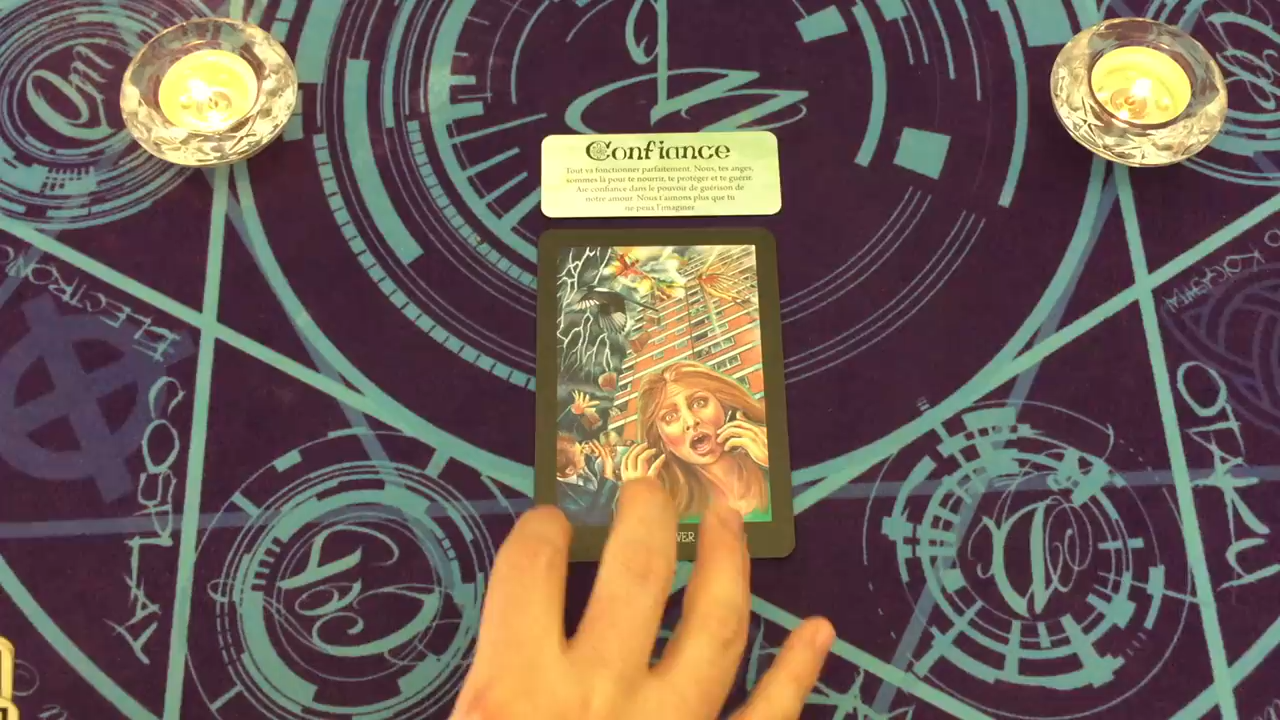 Confiance
Tout va fonctionner parfaitement. Nous, tes anges,
sommes là pour te nourrir, te protéger et te guérir.
Aie confiance dans le pouvoir de guérison de
notre amour. Nous t'aimons plus que tu
ne peux l'imaginer
WER
ELECTRONIC
COSPLAY
OTAKU